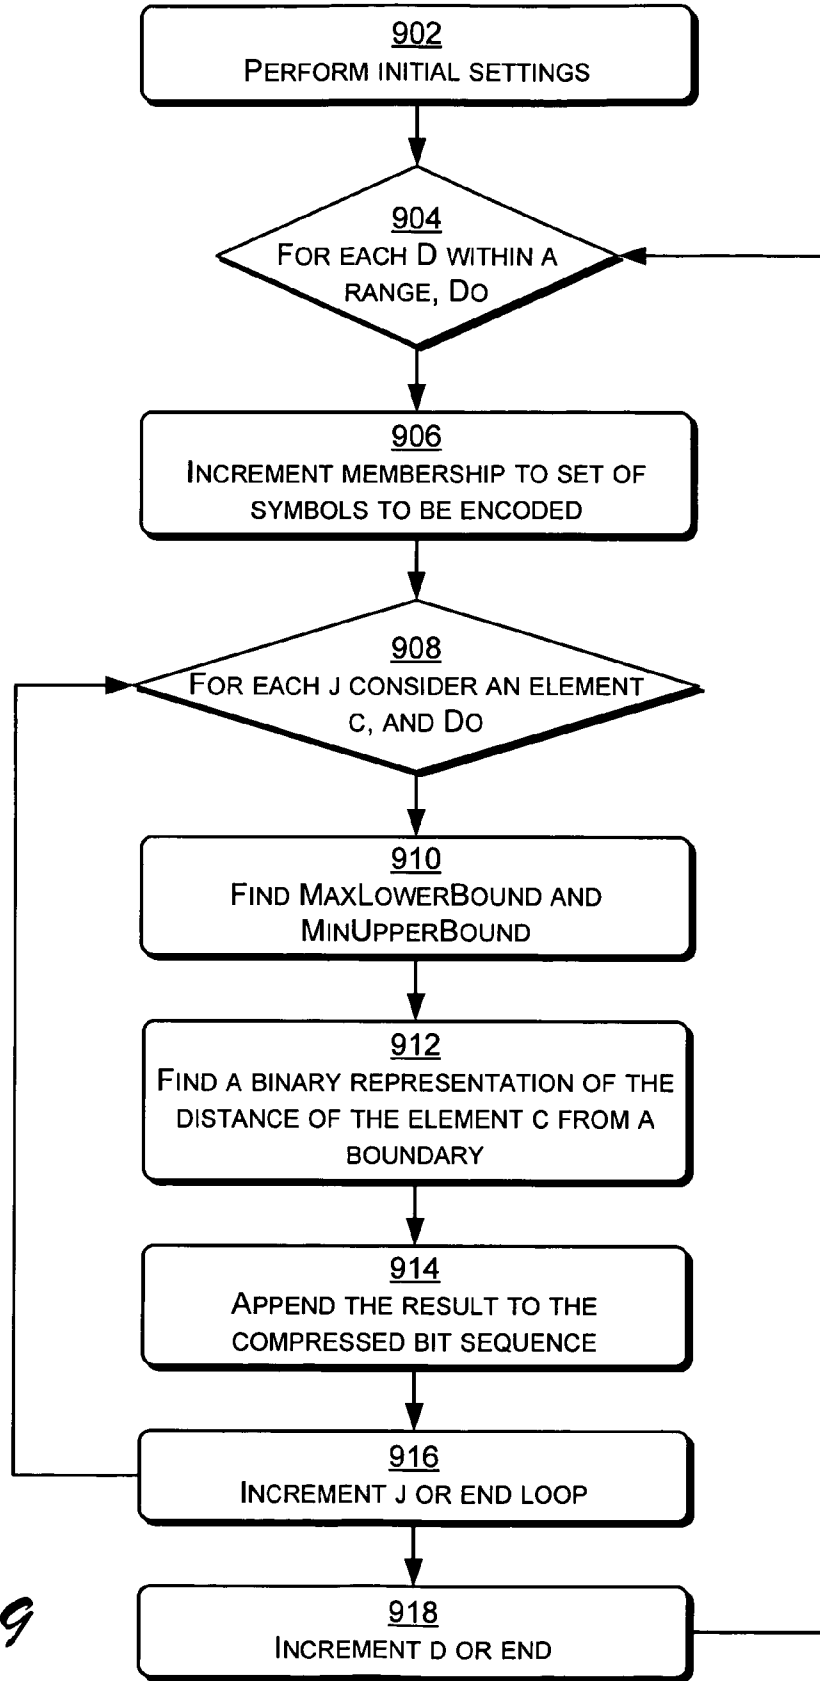 902
PERFORM INITIAL SETTINGS
904
FOR EACH D WITHIN A
RANGE, DO
906
INCREMENT MEMBERSHIP TO SET OF
SYMBOLS TO BE ENCODED
908
FOR EACH J CONSIDER AN ELEMENT
C, AND DO
910
FIND MAXLOWERBOUND AND
MINUPPERBOUND
912
FIND A BINARY REPRESENTATION OF THE
DISTANCE OF THE ELEMENT C FROM A
BOUNDARY
914
APPEND THE RESULT TO THE
COMPRESSED BIT SEQUENCE
916
INCREMENT J OR END LOOP
918
INCREMENT D OR END
9